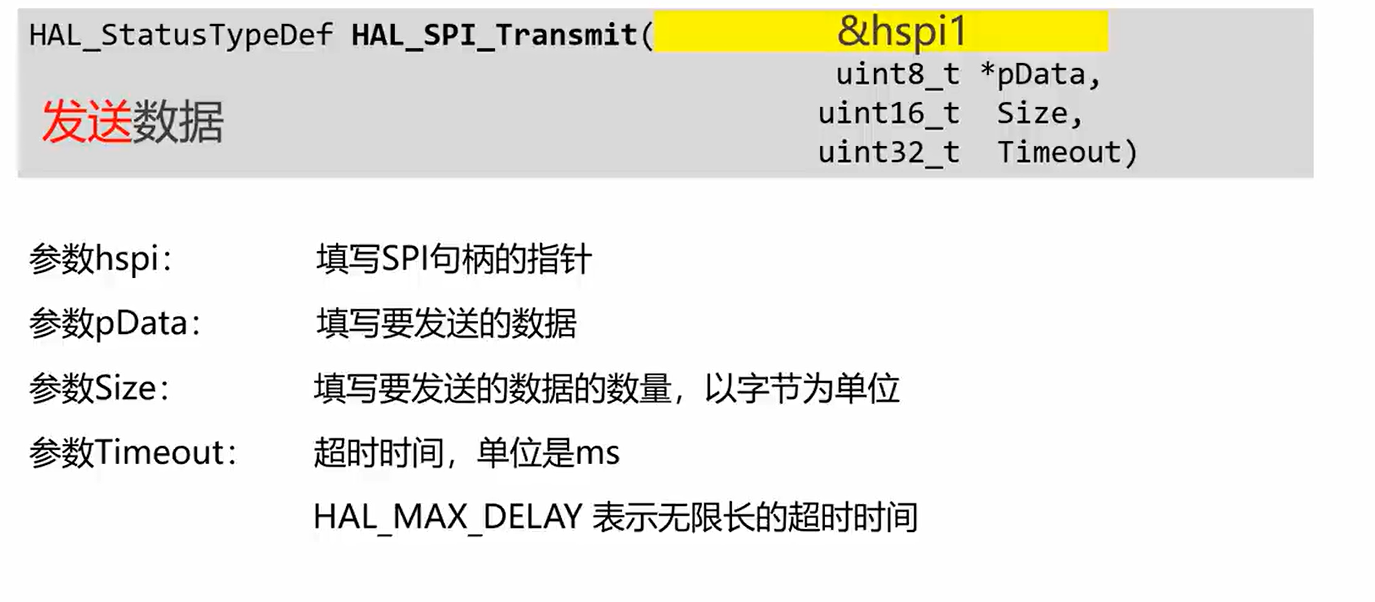 HAL_StatusTypeDef HAL_SPI_Transmit( &hspi1
uint8_t *pData,
发送数据
uint16_t Size,
uint32_t Timeout)
参数hspi： 填写SPI句柄的指针
参数pData： 填写要发送的数据
参数Size： 填写要发送的数据的数量，以字节为单位
参数Timeout： 超时时间，单位是ms
HAL_MAX_DELAY 表示无限长的超时时间